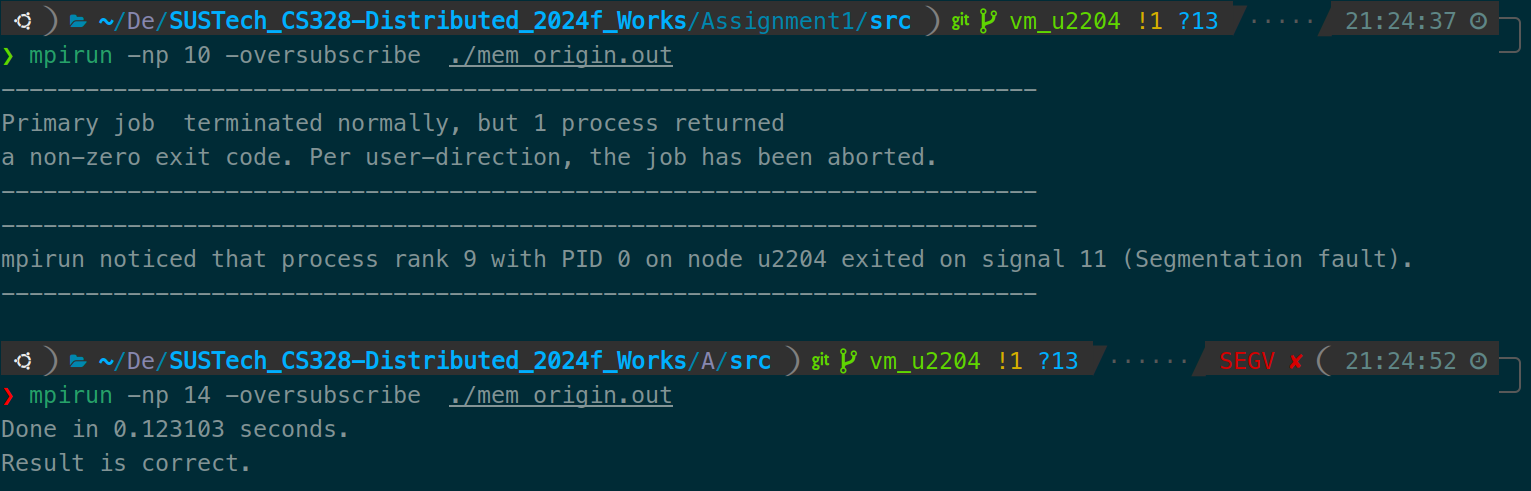 ~/De/SUSTech_CS328-Distributed_2024f_Works/Assignment1/src git vm_u2204 !1 ?13 ····· 21:24:37
❯ mpirun -np 10 -oversubscribe ./mem_origin.out
--------------------------------------------------------------------------
Primary job  terminated normally, but 1 process returned
a non-zero exit code. Per user-direction, the job has been aborted.
--------------------------------------------------------------------------
--------------------------------------------------------------------------
mpirun noticed that process rank 9 with PID 0 on node u2204 exited on signal 11 (Segmentation fault).
--------------------------------------------------------------------------
~/De/SUSTech_CS328-Distributed_2024f_Works/A/src git vm_u2204 !1 ?13 ······ SEGV ✘ 21:24:52
❯ mpirun -np 14 -oversubscribe ./mem_origin.out
Done in 0.123103 seconds.
Result is correct.